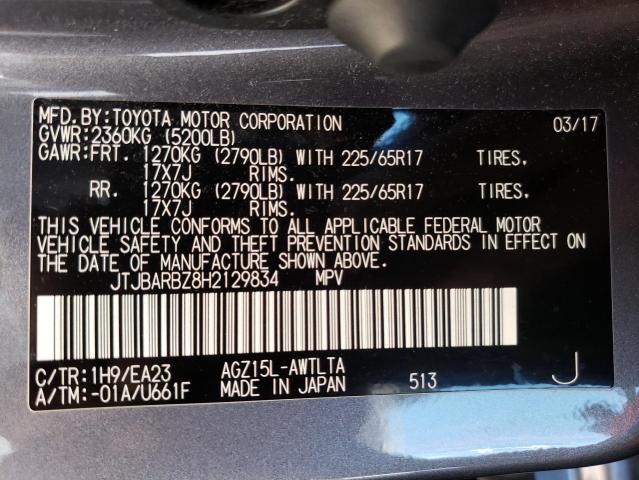 MFD.BY:TOYOTA MOTOR CORPORATION 03/17
GVWR:2360KG (5200LB)
GAWR:FRT. 1270KG (2790LB) WITH 225/65R17 TIRES.
17X7J RIMS.
RR. 1270KG (2790LB) WITH 225/65R17 TIRES.
17X7J RIMS.
THIS VEHICLE CONFORMS TO ALL APPLICABLE FEDERAL MOTOR
VEHICLE SAFETY AND THEFT PREVENTION STANDARDS IN EFFECT ON
THE DATE OF MANUFACTURE SHOWN ABOVE.
JTJBARBZ8H2129834 MPV
C/TR:1H9/EA23 AGZ15L-AWTLTA
A/TM:-01A/U661F MADE IN JAPAN 513 J